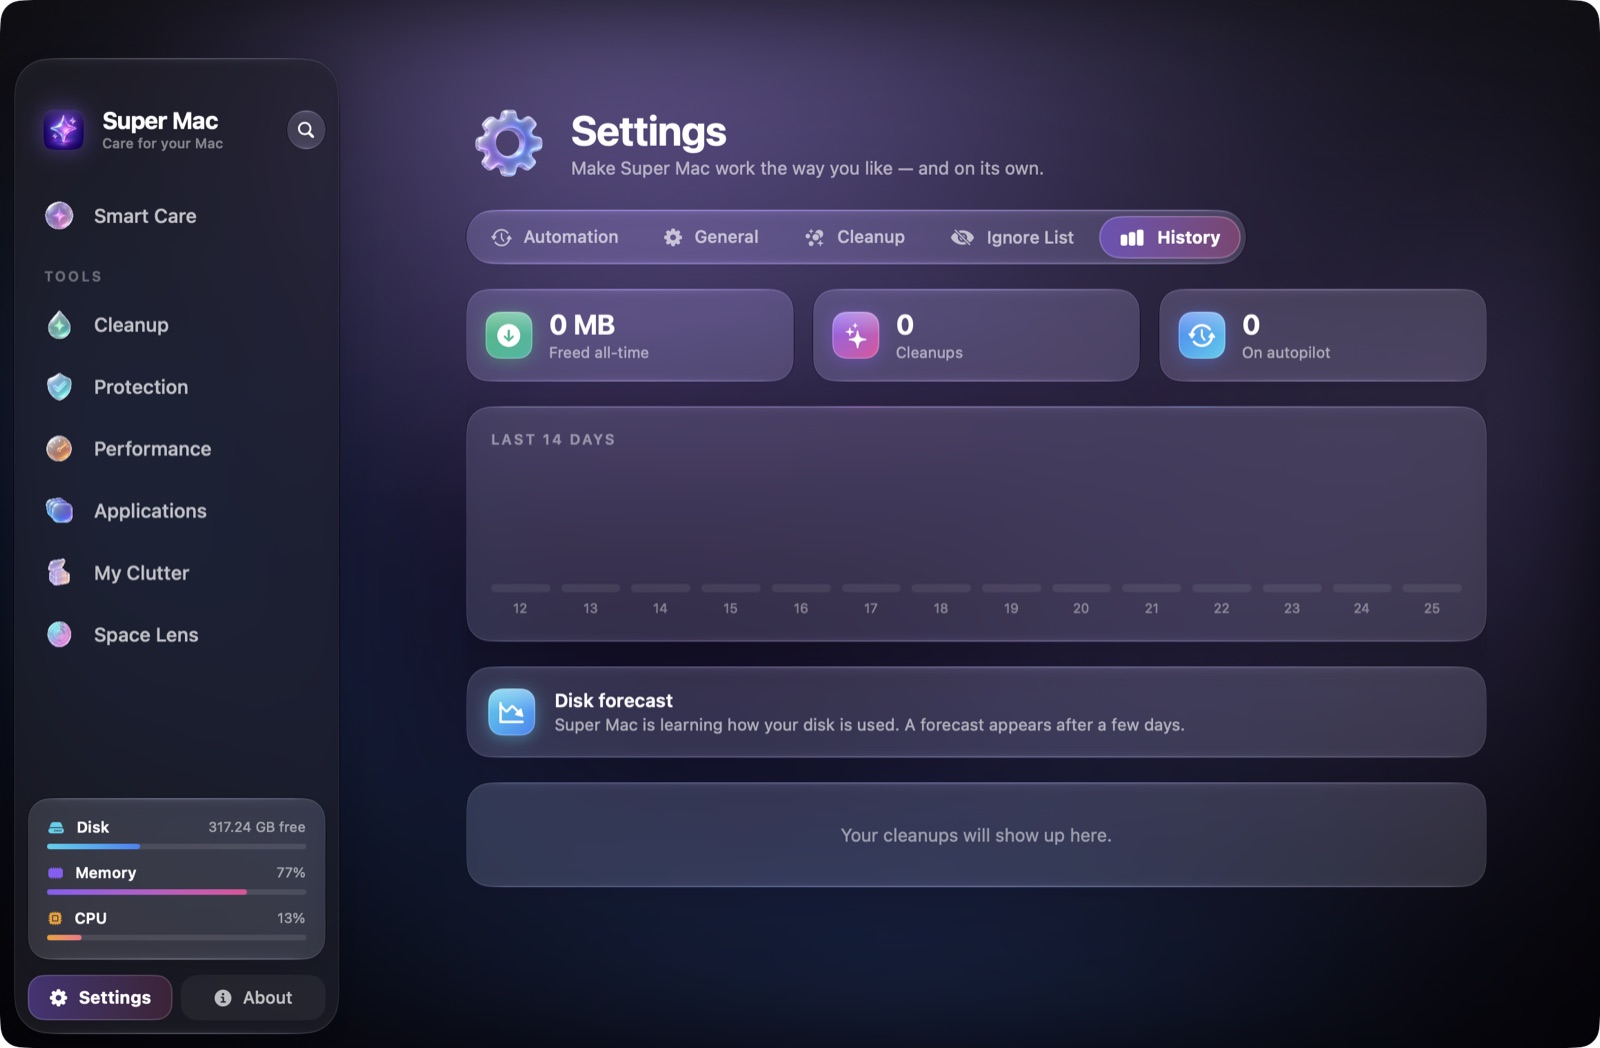 Super Mac
Care for your Mac
Smart Care
TOOLS
Cleanup
Protection
Performance
Applications
My Clutter
Space Lens
Disk 317.24 GB free
Memory 77%
CPU 13%
Settings About
Settings
Make Super Mac work the way you like — and on its own.
Automation General Cleanup Ignore List History
0 MB
Freed all-time
0
Cleanups
0
On autopilot
LAST 14 DAYS
12 13 14 15 16 17 18 19 20 21 22 23 24 25
Disk forecast
Super Mac is learning how your disk is used. A forecast appears after a few days.
Your cleanups will show up here.